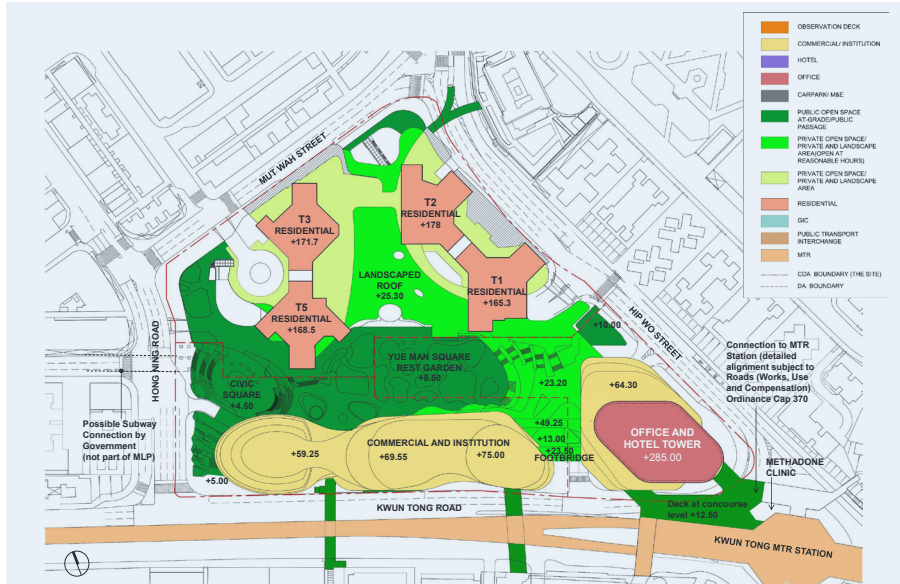 OBSERVATION DECK
COMMERCIAL/ INSTITUTION
HOTEL
OFFICE
CARPARK/ M&E
PUBLIC OPEN SPACE
AT-GRADE/PUBLIC
PASSAGE
PRIVATE OPEN SPACE/
PRIVATE AND LANDSCAPE
AREA(OPEN AT
REASONABLE HOURS)
PRIVATE OPEN SPACE/
PRIVATE AND LANDSCAPE
AREA
RESIDENTIAL
GIC
PUBLIC TRANSPORT
INTERCHANGE
MTR
CDA BOUNDARY (THE SITE)
DA BOUNDARY
MUT WAH STREET
T2
RESIDENTIAL
+178
T3
RESIDENTIAL
+171.7
LANDSCAPED
ROOF
+25.30
T1
RESIDENTIAL
+165.3
T5
RESIDENTIAL
+168.5
HIP WO STREET
+10.00
HONG NING ROAD
YUE MAN SQUARE
REST GARDEN
+8.50
CIVIC
SQUARE
+4.50
+23.20
+64.30
Connection to MTR
Station (detailed
alignment subject to
Roads (Works, Use
and Compensation)
Ordinance Cap 370
Possible Subway
Connection by
Government
(not part of MLP)
+49.25
+13.00
+23.50
FOOTBRIDGE
OFFICE AND
HOTEL TOWER
+285.00
COMMERCIAL AND INSTITUTION
+59.25
+69.55
+75.00
METHADONE
CLINIC
+5.00
KWUN TONG ROAD
Deck at concourse
level +12.50
KWUN TONG MTR STATION